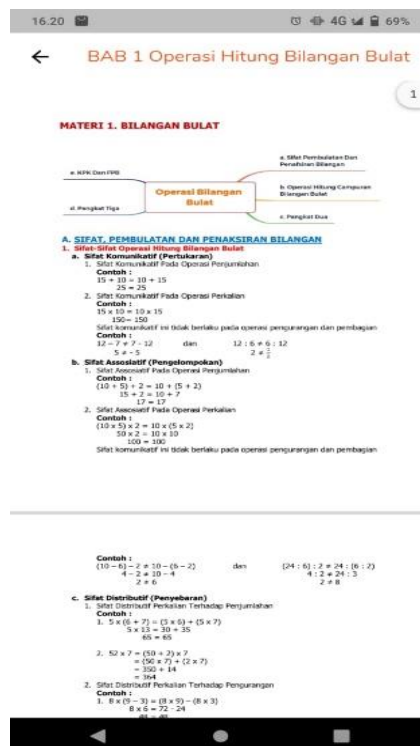 16.20 4G 69%
BAB 1 Operasi Hitung Bilangan Bulat
1
MATERI 1. BILANGAN BULAT
a. Sifat Pembulatan Dan
Penafsiran Bilangan
e. KPK Dan FPB
Operasi Bilangan
Bulat
b. Operasi Hitung Campuran
Bilangan Bulat
d. Pangkat Tiga
c. Pangkat Dua
A. SIFAT, PEMBULATAN DAN PENAKSIRAN BILANGAN
1. Sifat-Sifat Operasi Hitung Bilangan Bulat
a. Sifat Komunikatif (Pertukaran)
1. Sifat Komunikatif Pada Operasi Penjumlahan
Contoh :
15 + 10 = 10 + 15
25 = 25
2. Sifat Komunikatif Pada Operasi Perkalian
Contoh :
15 x 10 = 10 x 15
150= 150
Sifat komunikatif ini tidak berlaku pada operasi pengurangan dan pembagian
Contoh :
12 – 7 ≠ 7 - 12 dan 12 : 6 ≠ 6 : 12
5 ≠ - 5 2 ≠
b. Sifat Assosiatif (Pengelompokan)
1. Sifat Assosiatif Pada Operasi Penjumlahan
Contoh :
(10 + 5) + 2 = 10 + (5 + 2)
15 + 2 = 10 + 7
17 = 17
2. Sifat Assosiatif Pada Operasi Perkalian
Contoh :
(10 x 5) x 2 = 10 x (5 x 2)
50 x 2 = 10 x 10
100 = 100
Sifat komunikatif ini tidak berlaku pada operasi pengurangan dan pembagian
Contoh :
(10 – 6) – 2 ≠ 10 – (6 – 2) dan (24 : 6) : 2 ≠ 24 : (6 : 2)
4 – 2 ≠ 10 – 4 4 : 2 ≠ 24 : 3
2 ≠ 6 2 ≠ 8
c. Sifat Distributif (Penyebaran)
1. Sifat Distributif Perkalian Terhadap Penjumlahan
Contoh :
1. 5 x (6 + 7) = (5 x 6) + (5 x 7)
5 x 13 = 30 + 35
65 = 65
2. 52 x 7 = (50 + 2) x 7
= (50 x 7) + (2 x 7)
= 350 + 14
= 364
2. Sifat Distributif Perkalian Terhadap Pengurangan
Contoh :
1. 8 x (9 – 3) = (8 x 9) – (8 x 3)
8 x 6 = 72 - 24
48 = 48